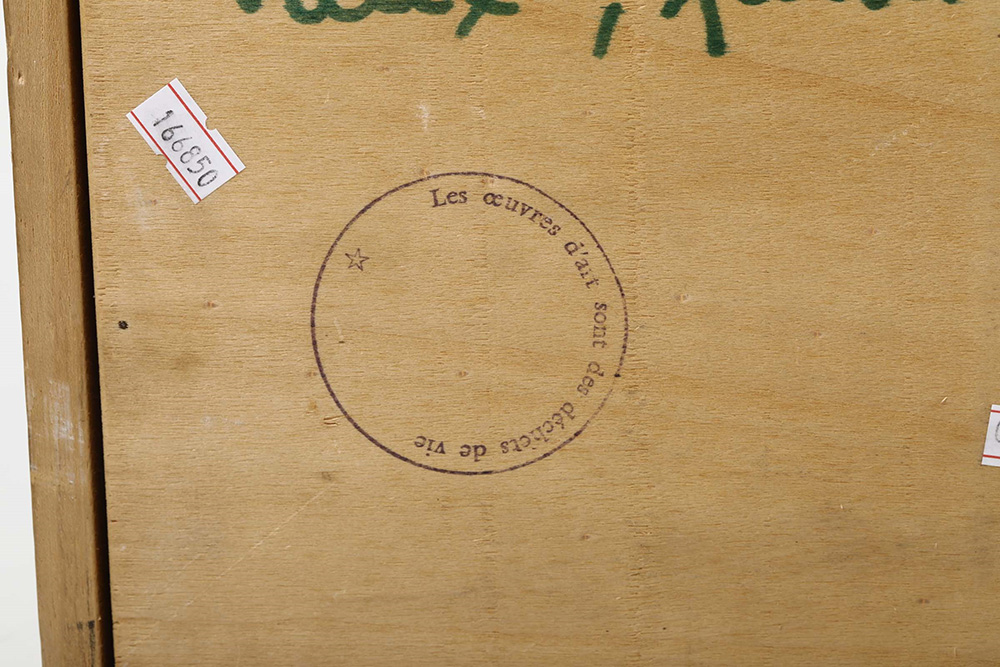 166850
Les œuvres d'art sont des déchets de vie